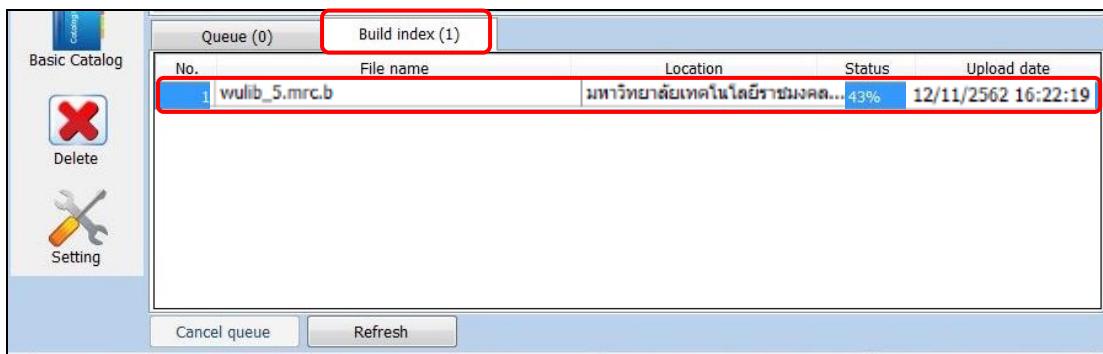 Catalog
Basic Catalog
Delete
Setting
Queue (0)
Build index (1)
No. File name Location Status Upload date
1 wulib_5.mrc.b มหาวิทยาลัยเทคโนโลยีราชมงคล... 43% 12/11/2562 16:22:19
Cancel queue
Refresh